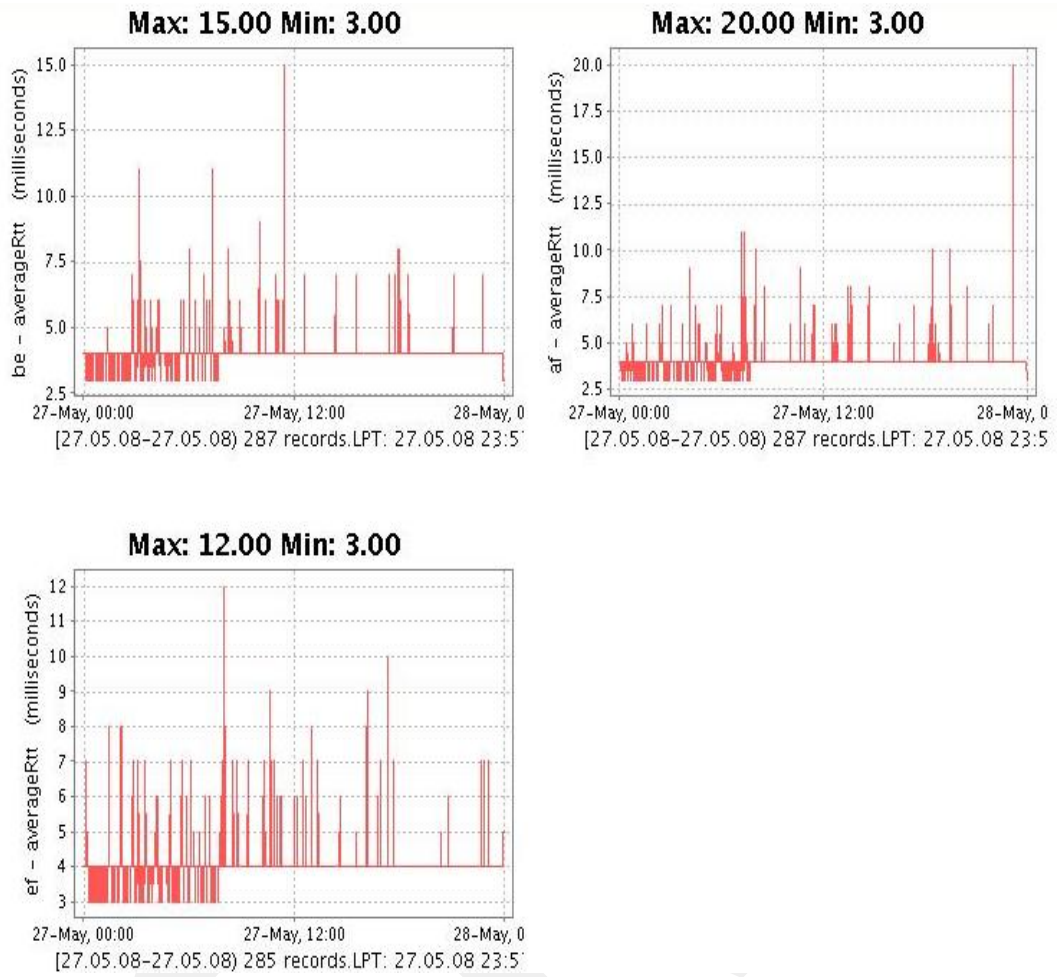 Max: 15.00 Min: 3.00
be - averageRtt (milliseconds)
15.0
12.5
10.0
7.5
5.0
2.5
27-May, 00:00
27-May, 12:00
28-May, 0
[27.05.08-27.05.08) 287 records.LPT: 27.05.08 23:5
Max: 20.00 Min: 3.00
af - averageRtt (milliseconds)
20.0
17.5
15.0
12.5
10.0
7.5
5.0
2.5
27-May, 00:00
27-May, 12:00
28-May, 0
[27.05.08-27.05.08) 287 records.LPT: 27.05.08 23:5
Max: 12.00 Min: 3.00
ef - averageRtt (milliseconds)
12
11
10
9
8
7
6
5
4
3
27-May, 00:00
27-May, 12:00
28-May, 0
[27.05.08-27.05.08) 285 records.LPT: 27.05.08 23:5